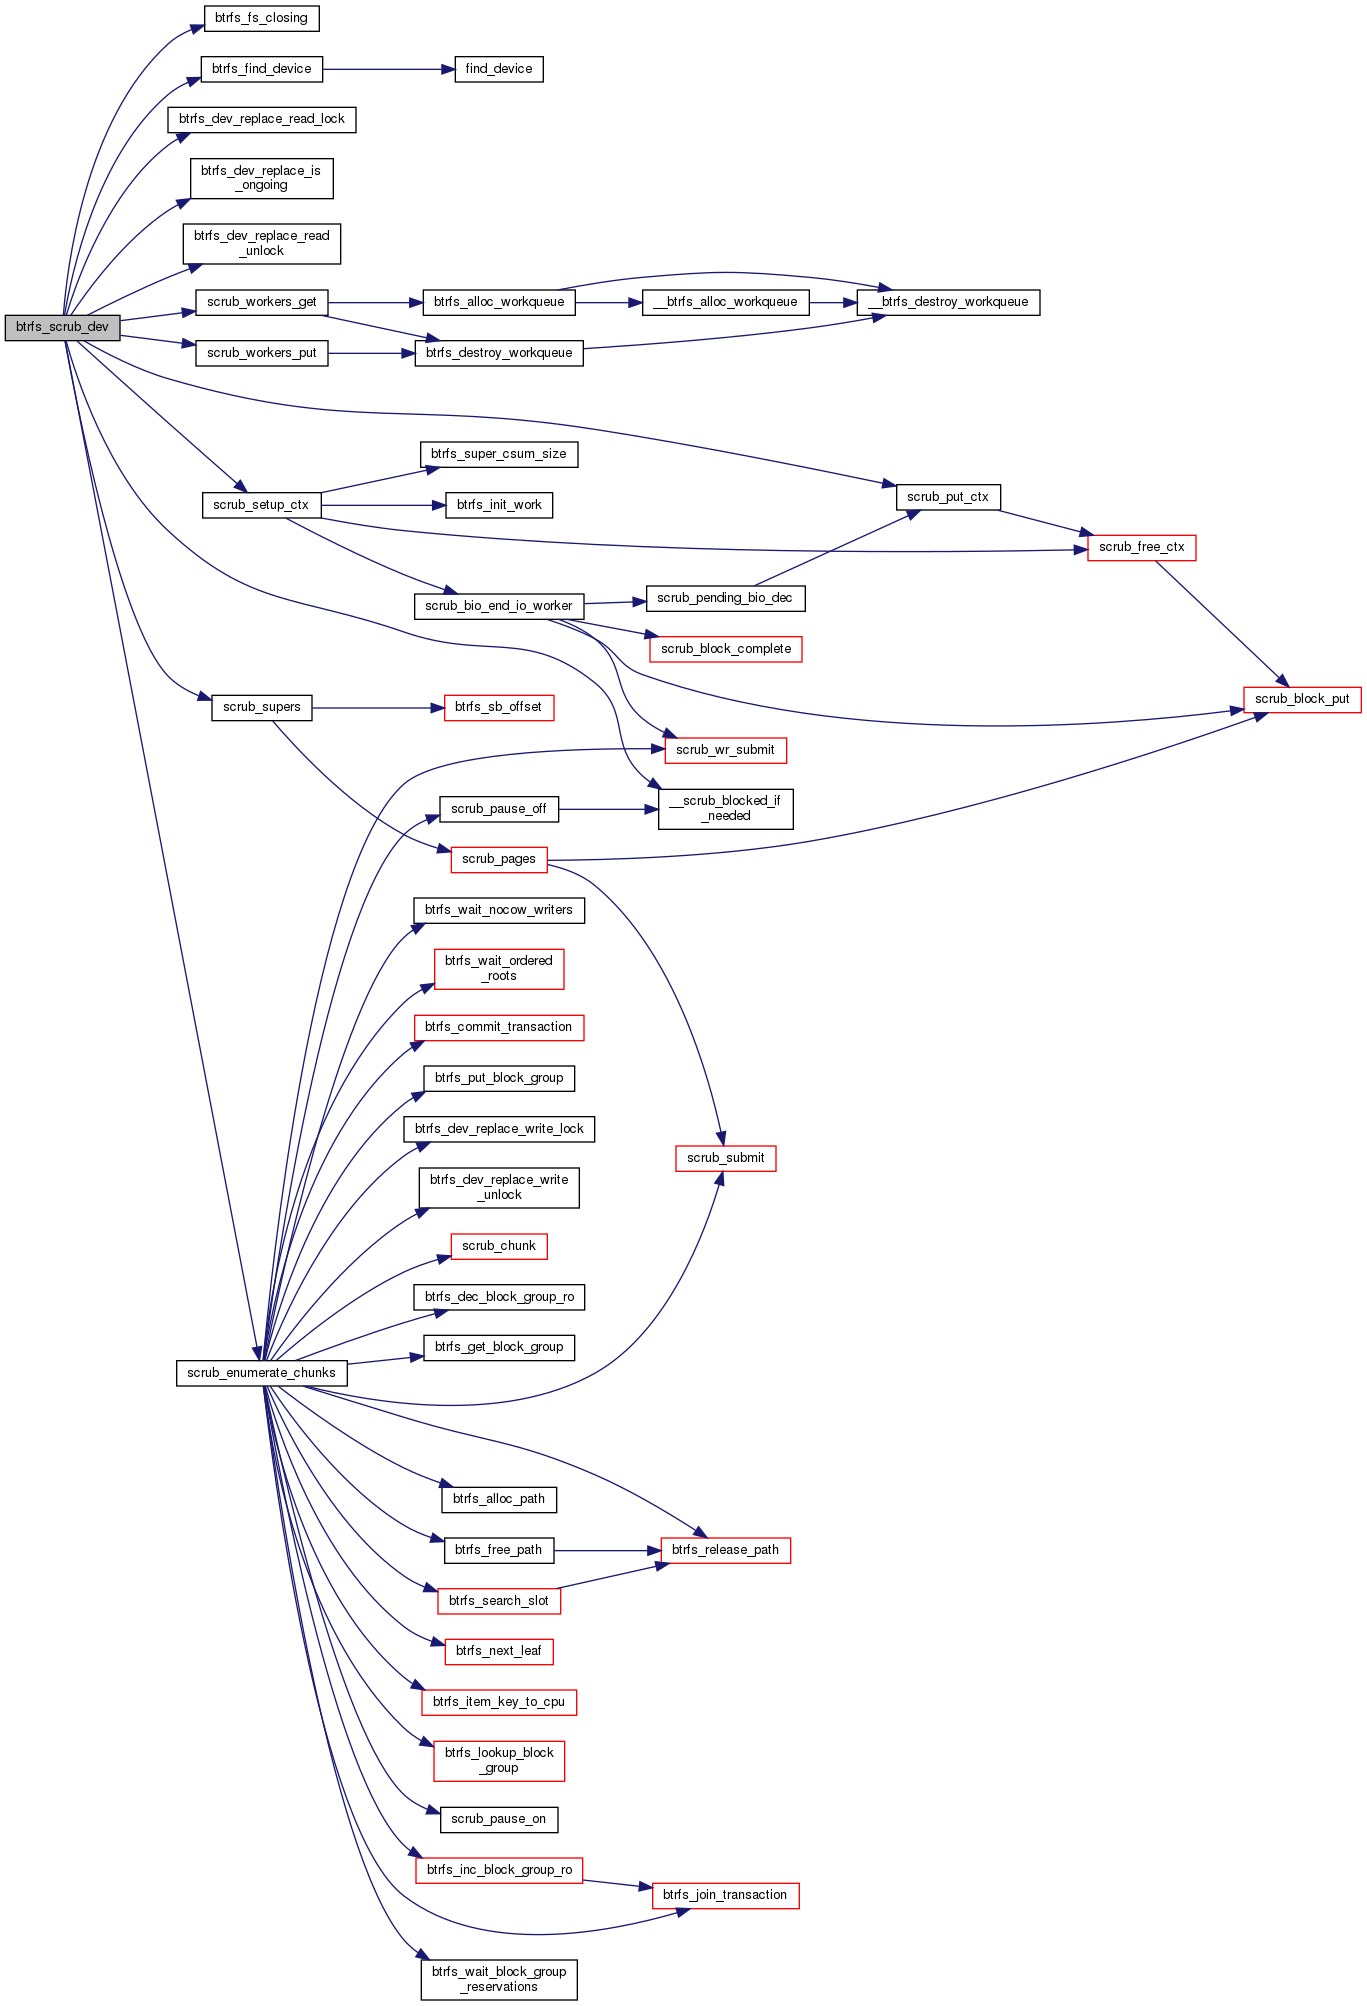 btrfs_fs_closing
btrfs_find_device
find_device
btrfs_dev_replace_read_lock
btrfs_dev_replace_is
_ongoing
btrfs_dev_replace_read
_unlock
scrub_workers_get
btrfs_alloc_workqueue
__btrfs_alloc_workqueue
__btrfs_destroy_workqueue
btrfs_scrub_dev
scrub_workers_put
btrfs_destroy_workqueue
btrfs_super_csum_size
scrub_put_ctx
scrub_setup_ctx
btrfs_init_work
scrub_free_ctx
scrub_bio_end_io_worker
scrub_pending_bio_dec
scrub_block_complete
scrub_block_put
scrub_supers
btrfs_sb_offset
scrub_wr_submit
scrub_pause_off
__scrub_blocked_if
_needed
scrub_pages
btrfs_wait_nocow_writers
btrfs_wait_ordered
_roots
btrfs_commit_transaction
btrfs_put_block_group
btrfs_dev_replace_write_lock
scrub_submit
btrfs_dev_replace_write
_unlock
scrub_chunk
btrfs_dec_block_group_ro
btrfs_get_block_group
scrub_enumerate_chunks
btrfs_alloc_path
btrfs_free_path
btrfs_release_path
btrfs_search_slot
btrfs_next_leaf
btrfs_item_key_to_cpu
btrfs_lookup_block
_group
scrub_pause_on
btrfs_inc_block_group_ro
btrfs_join_transaction
btrfs_wait_block_group
_reservations